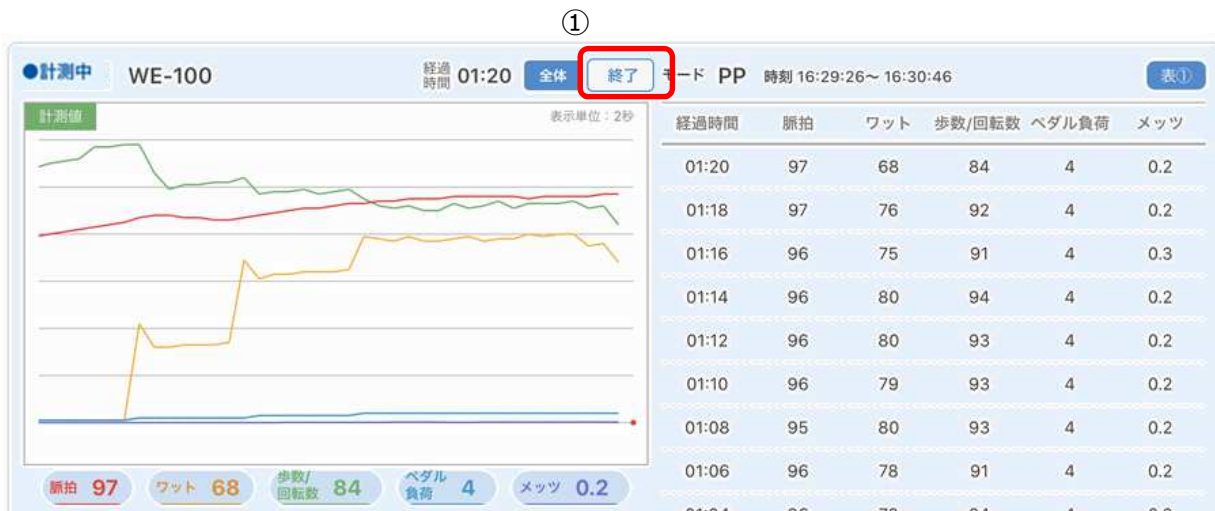 ①
●計測中 WE-100 経過時間 01:20 全体 終了 モード PP 時刻 16:29:26～ 16:30:46 表①
計測値 表示単位：2秒
経過時間 脈拍 ワット 歩数/回転数 ペダル負荷 メッツ
01:20 97 68 84 4 0.2
01:18 97 76 92 4 0.2
01:16 96 75 91 4 0.3
01:14 96 80 94 4 0.2
01:12 96 80 93 4 0.2
01:10 96 79 93 4 0.2
01:08 95 80 93 4 0.2
01:06 96 78 91 4 0.2
脈拍 97 ワット 68 歩数/回転数 84 ペダル負荷 4 メッツ 0.2